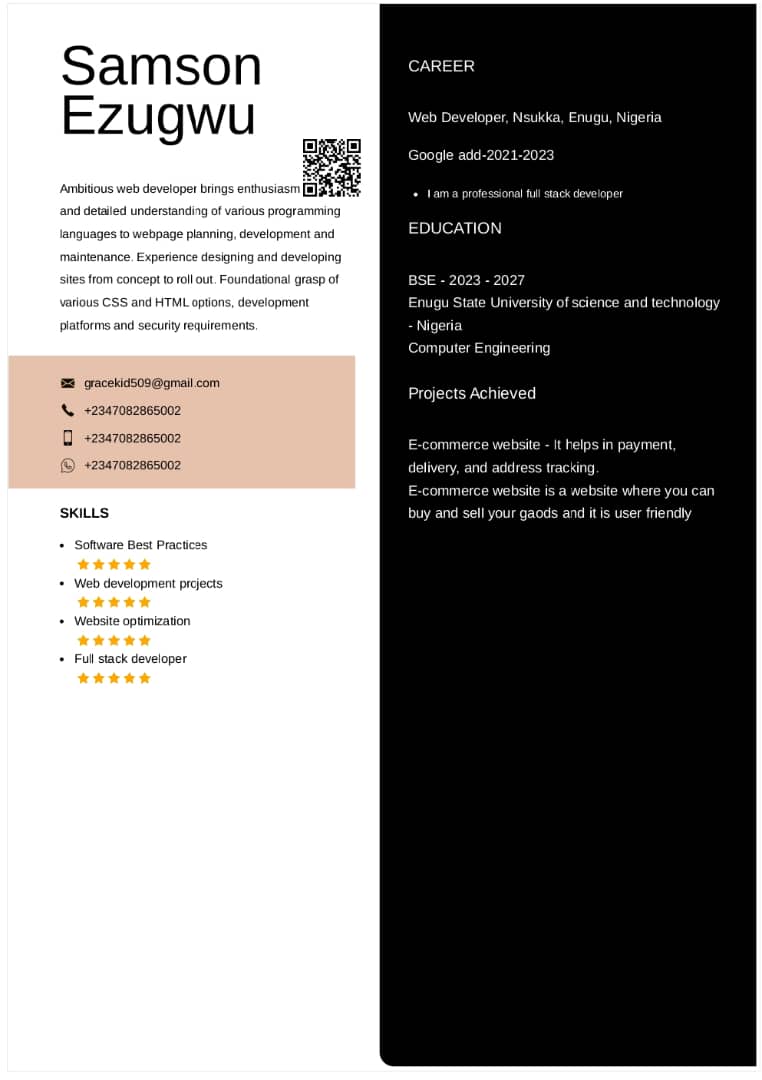 Samson
Ezugwu
Ambitious web developer brings enthusiasm
and detailed understanding of various programming
languages to webpage planning, development and
maintenance. Experience designing and developing
sites from concept to roll out. Foundational grasp of
various CSS and HTML options, development
platforms and security requirements.
gracekid509@gmail.com
+2347082865002
+2347082865002
+2347082865002
SKILLS
• Software Best Practices
• Web development projects
• Website optimization
• Full stack developer
CAREER
Web Developer, Nsukka, Enugu, Nigeria
Google add-2021-2023
• I am a professional full stack developer
EDUCATION
BSE - 2023 - 2027
Enugu State University of science and technology
- Nigeria
Computer Engineering
Projects Achieved
E-commerce website - It helps in payment,
delivery, and address tracking.
E-commerce website is a website where you can
buy and sell your gaods and it is user friendly